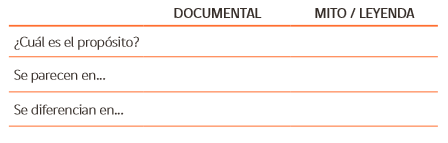 DOCUMENTAL MITO / LEYENDA
¿Cuál es el propósito?
Se parecen en...
Se diferencian en...